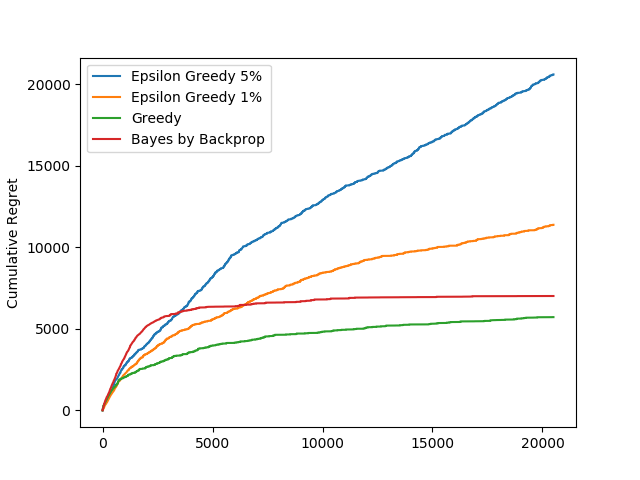 Epsilon Greedy 5%
Epsilon Greedy 1%
Greedy
Bayes by Backprop
Cumulative Regret
20000
15000
10000
5000
0
0 5000 10000 15000 20000